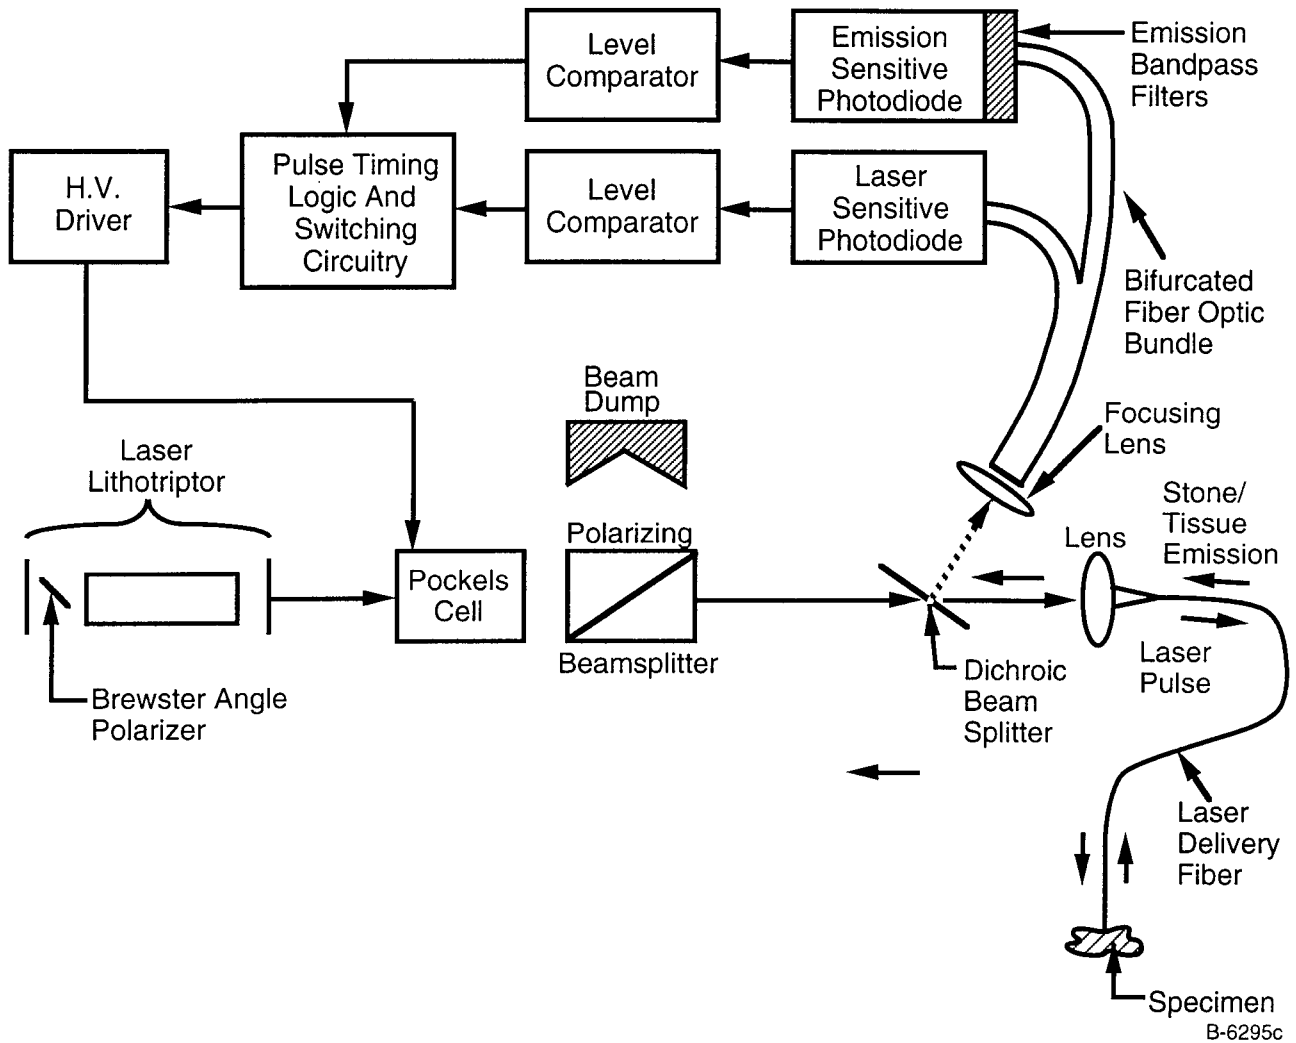 Level
Comparator
Emission
Sensitive
Photodiode
Emission
Bandpass
Filters
H.V.
Driver
Pulse Timing
Logic And
Switching
Circuitry
Level
Comparator
Laser
Sensitive
Photodiode
Bifurcated
Fiber Optic
Bundle
Beam
Dump
Focusing
Lens
Laser
Lithotriptor
Stone/
Tissue
Emission
Polarizing
Lens
Pockels
Cell
Beamsplitter
Laser
Pulse
Dichroic
Beam
Splitter
Brewster Angle
Polarizer
Laser
Delivery
Fiber
Specimen
B-6295c